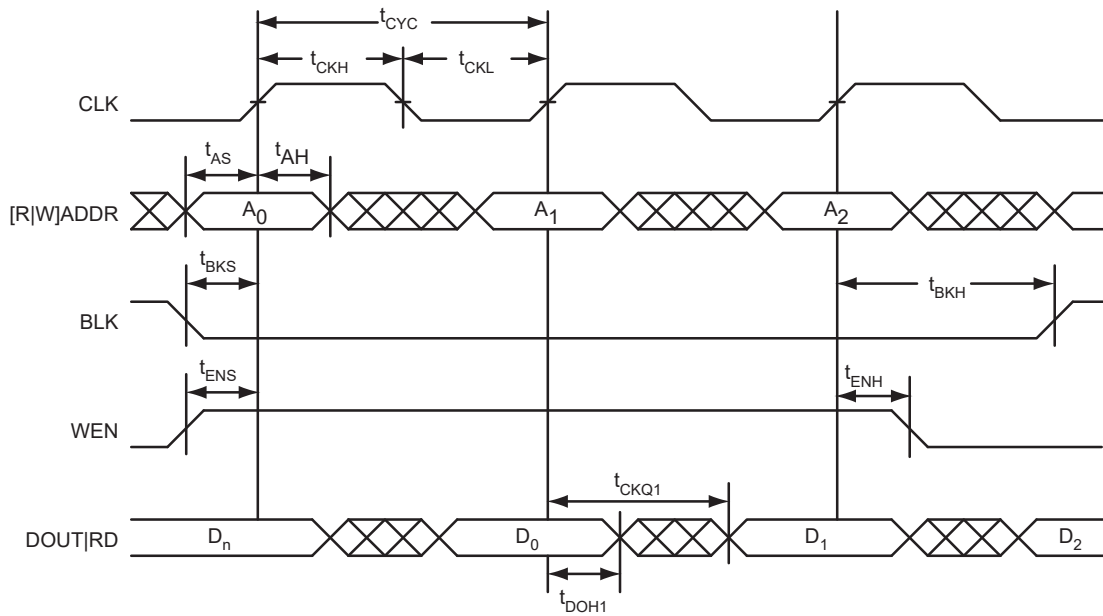 tCYC
tCKH tCKL
CLK
tAS tAH
[R|W]ADDR A0 A1 A2
tBKS tBKH
BLK
tENS tENH
WEN
tCKQ1
DOUT|RD Dn D0 D1 D2
tDOH1